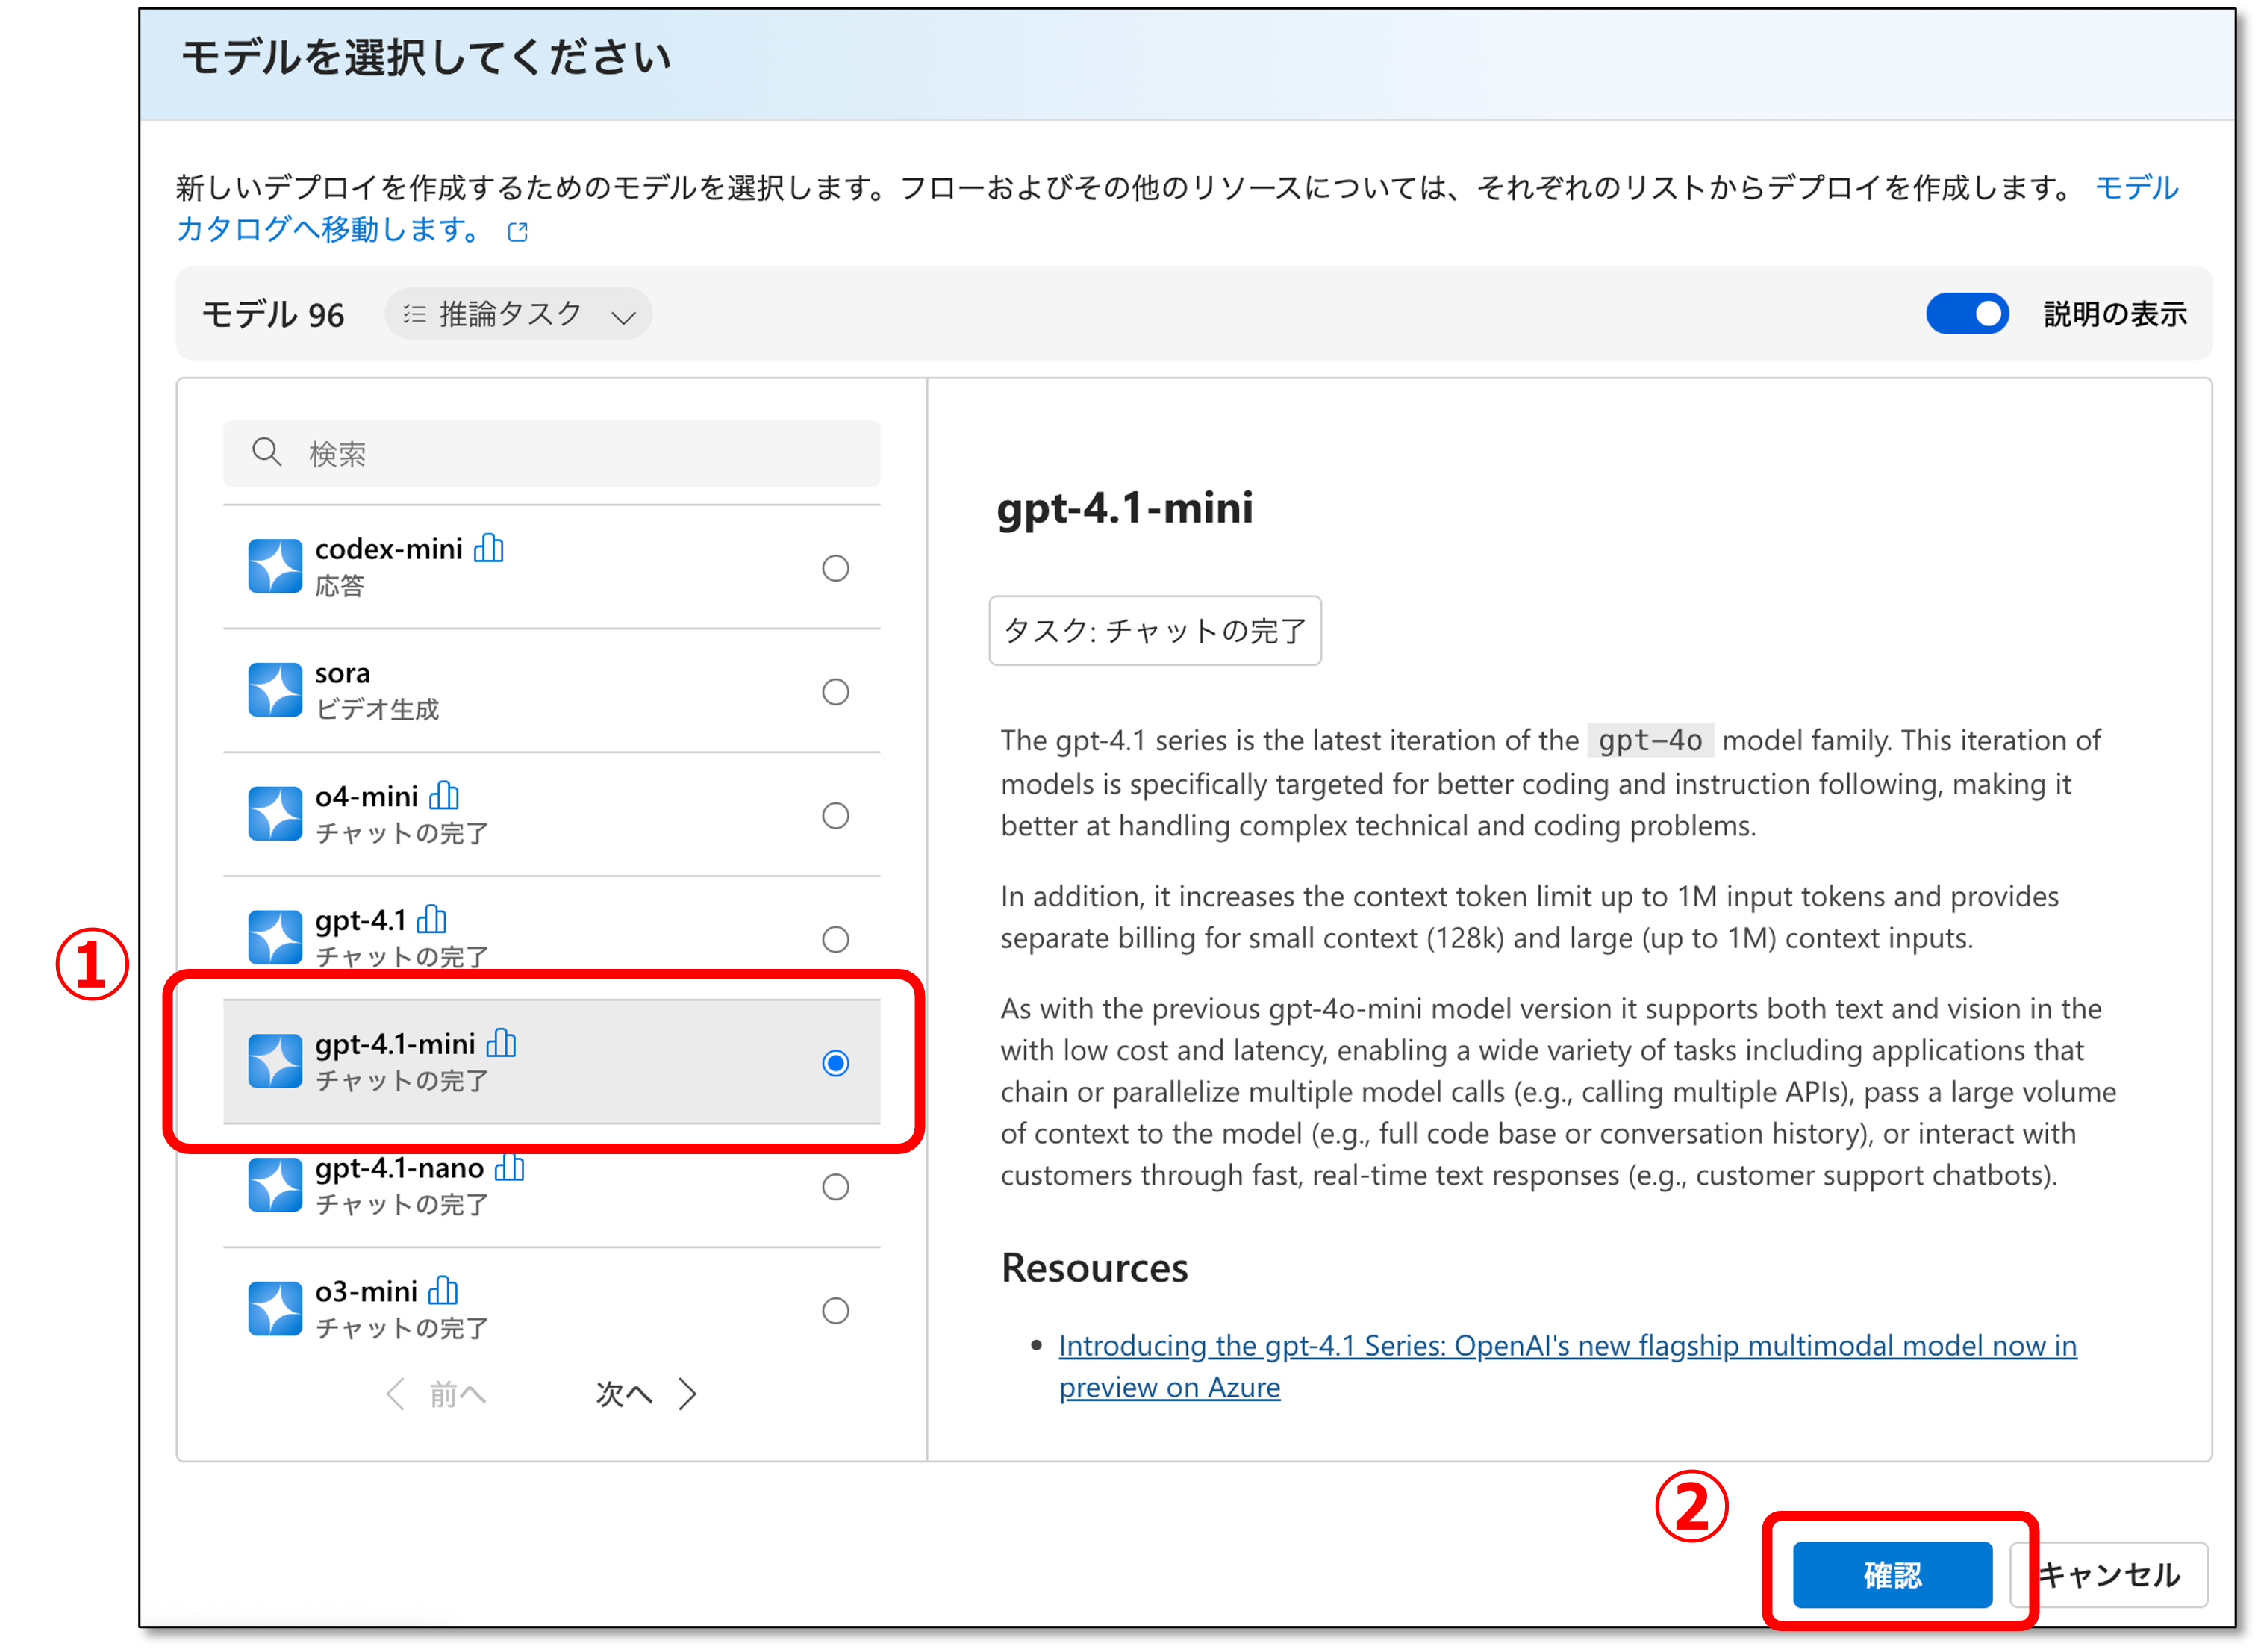 モデルを選択してください
新しいデプロイを作成するためのモデルを選択します。フローおよびその他のリソースについては、それぞれのリストからデプロイを作成します。 モデル
カタログへ移動します。
モデル 96 推論タスク 説明の表示
検索
codex-mini
応答
sora
ビデオ生成
o4-mini
チャットの完了
gpt-4.1
チャットの完了
①
gpt-4.1-mini
チャットの完了
gpt-4.1-nano
チャットの完了
o3-mini
チャットの完了
前へ 次へ
gpt-4.1-mini
タスク: チャットの完了
The gpt-4.1 series is the latest iteration of the gpt-4o model family. This iteration of
models is specifically targeted for better coding and instruction following, making it
better at handling complex technical and coding problems.
In addition, it increases the context token limit up to 1M input tokens and provides
separate billing for small context (128k) and large (up to 1M) context inputs.
As with the previous gpt-4o-mini model version it supports both text and vision in the
with low cost and latency, enabling a wide variety of tasks including applications that
chain or parallelize multiple model calls (e.g., calling multiple APIs), pass a large volume
of context to the model (e.g., full code base or conversation history), or interact with
customers through fast, real-time text responses (e.g., customer support chatbots).
Resources
• Introducing the gpt-4.1 Series: OpenAI's new flagship multimodal model now in
preview on Azure
②
確認 キャンセル